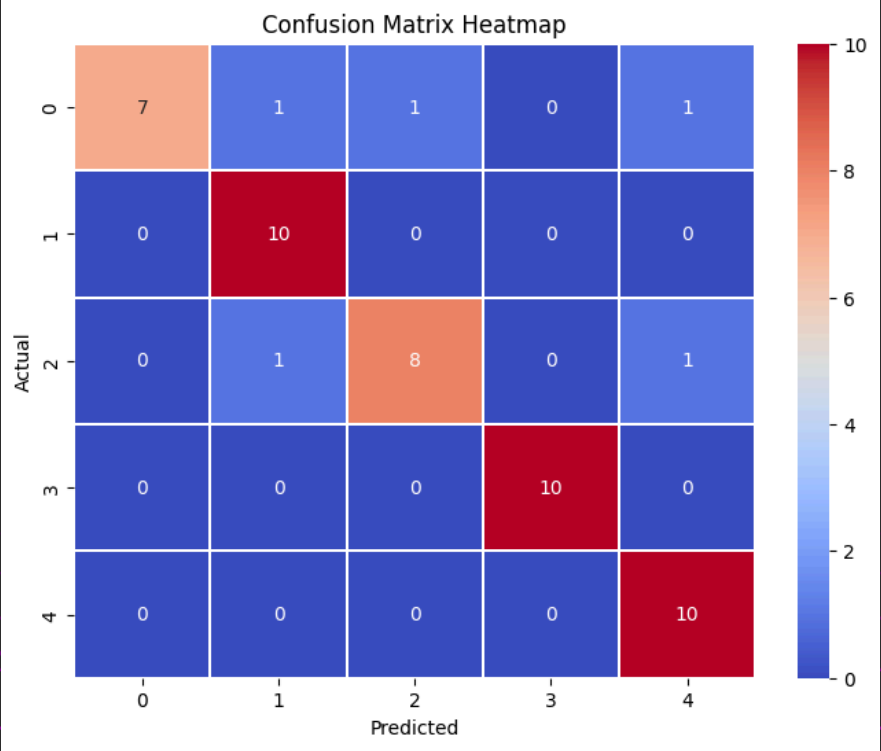 Confusion Matrix Heatmap
0 7 1 1 0 1
1 0 10 0 0 0
2 0 1 8 0 1
3 0 0 0 10 0
4 0 0 0 0 10
0 1 2 3 4
Actual
Predicted
10
8
6
4
2
0